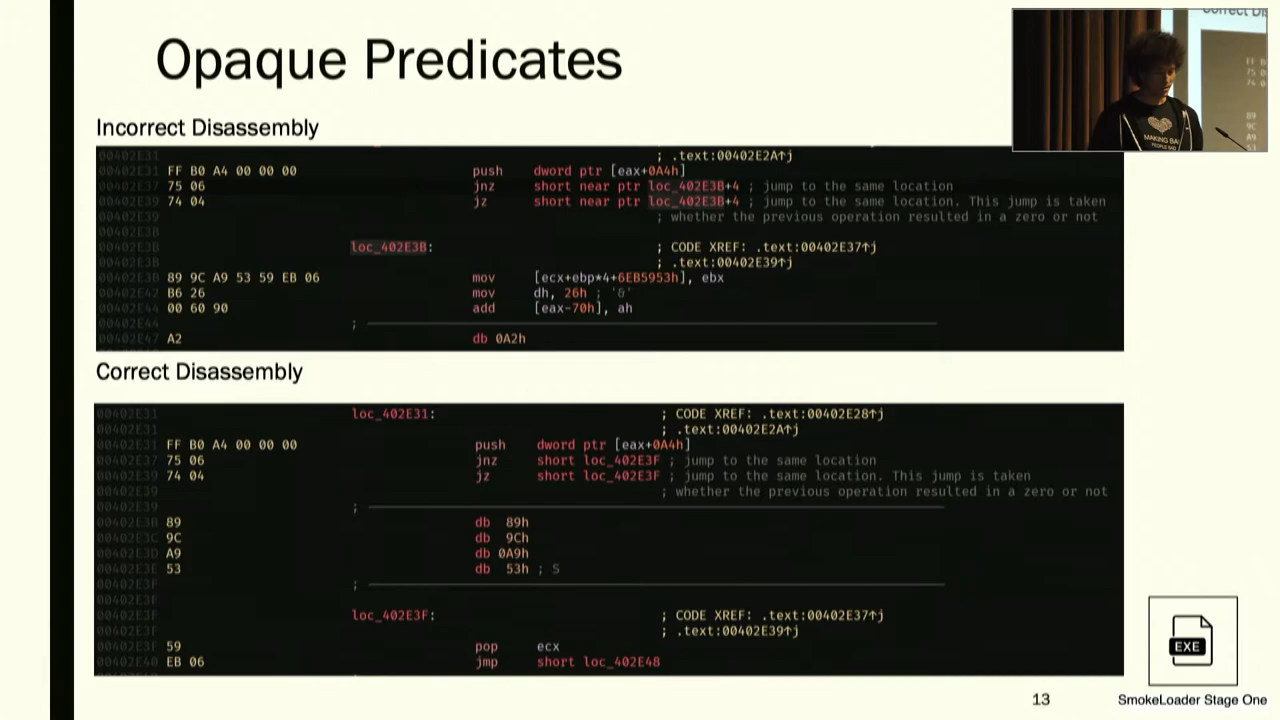 Opaque Predicates
Incorrect Disassembly
00402E31 ; .text:00402E2A↑j
00402E31 FF B0 A4 00 00 00 push dword ptr [eax+0A4h]
00402E37 75 06 jnz short near ptr loc_402E3B+4 ; jump to the same location
00402E39 74 04 jz short near ptr loc_402E3B+4 ; jump to the same location. This jump is taken
00402E39 ; whether the previous operation resulted in a zero or not
00402E3B
00402E3B loc_402E3B: ; CODE XREF: .text:00402E37↑j
00402E3B ; .text:00402E39↑j
00402E3B 89 9C A9 53 59 EB 06 mov [ecx+ebp*4+6EB5953h], ebx
00402E42 B6 26 mov dh, 26h ; '&'
00402E44 00 60 90 add [eax-70h], ah
00402E44 ;
00402E47 A2 db 0A2h
Correct Disassembly
00402E31 loc_402E31: ; CODE XREF: .text:00402E28↑j
00402E31 ; .text:00402E2A↑j
00402E31 FF B0 A4 00 00 00 push dword ptr [eax+0A4h]
00402E37 75 06 jnz short loc_402E3F ; jump to the same location
00402E39 74 04 jz short loc_402E3F ; jump to the same location. This jump is taken
00402E39 ; whether the previous operation resulted in a zero or not
00402E39 ;
00402E3B 89 db 89h
00402E3C 9C db 9Ch
00402E3D A9 db 0A9h
00402E3E 53 db 53h ; S
00402E3F ;
00402E3F
00402E3F loc_402E3F: ; CODE XREF: .text:00402E37↑j
00402E3F ; .text:00402E39↑j
00402E3F 59 pop ecx
00402E40 EB 06 jmp short loc_402E48
EXE
13
SmokeLoader Stage One
MAKING BA